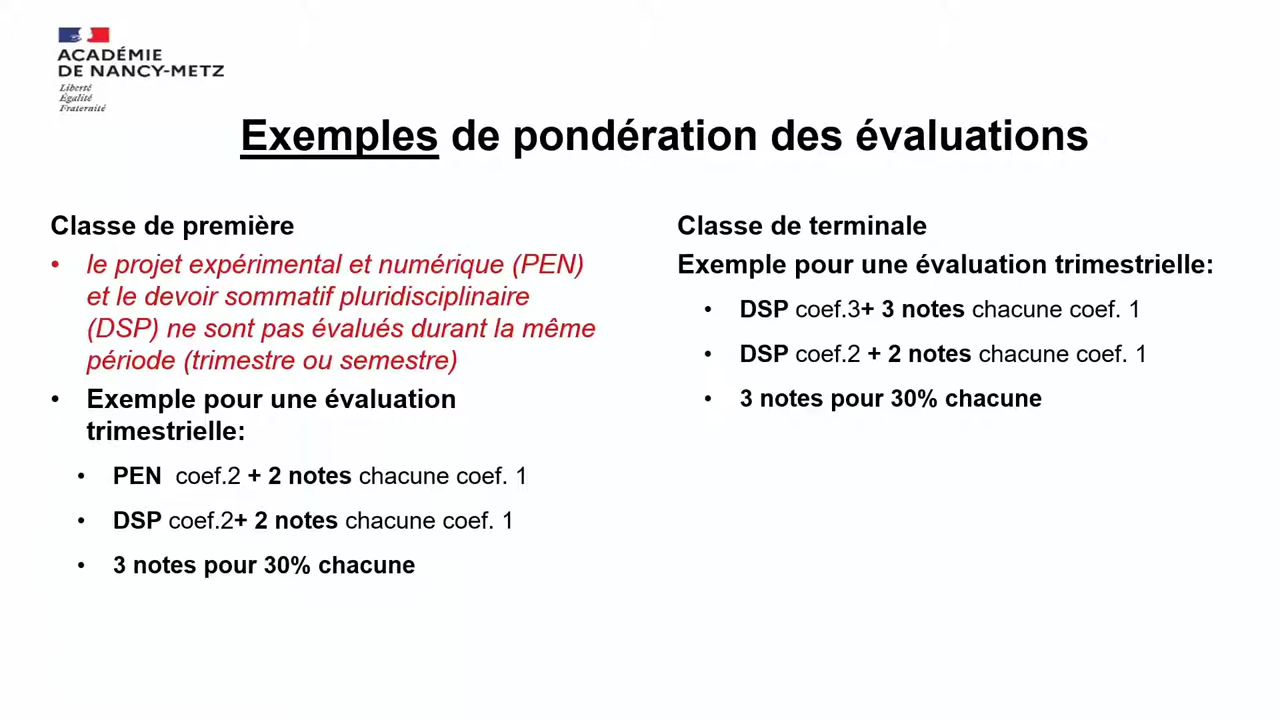 ACADÉMIE
DE NANCY-METZ
Liberté
Égalité
Fraternité
Exemples de pondération des évaluations
Classe de première
• le projet expérimental et numérique (PEN)
et le devoir sommatif pluridisciplinaire
(DSP) ne sont pas évalués durant la même
période (trimestre ou semestre)
• Exemple pour une évaluation
trimestrielle:
• PEN coef.2 + 2 notes chacune coef. 1
• DSP coef.2+ 2 notes chacune coef. 1
• 3 notes pour 30% chacune
Classe de terminale
Exemple pour une évaluation trimestrielle:
• DSP coef.3+ 3 notes chacune coef. 1
• DSP coef.2 + 2 notes chacune coef. 1
• 3 notes pour 30% chacune